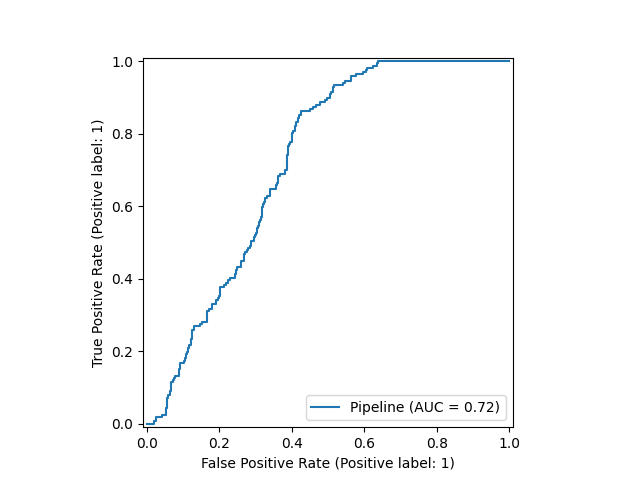 1.0
0.8
0.6
0.4
0.2
0.0
True Positive Rate (Positive label: 1)
Pipeline (AUC = 0.72)
0.0 0.2 0.4 0.6 0.8 1.0
False Positive Rate (Positive label: 1)